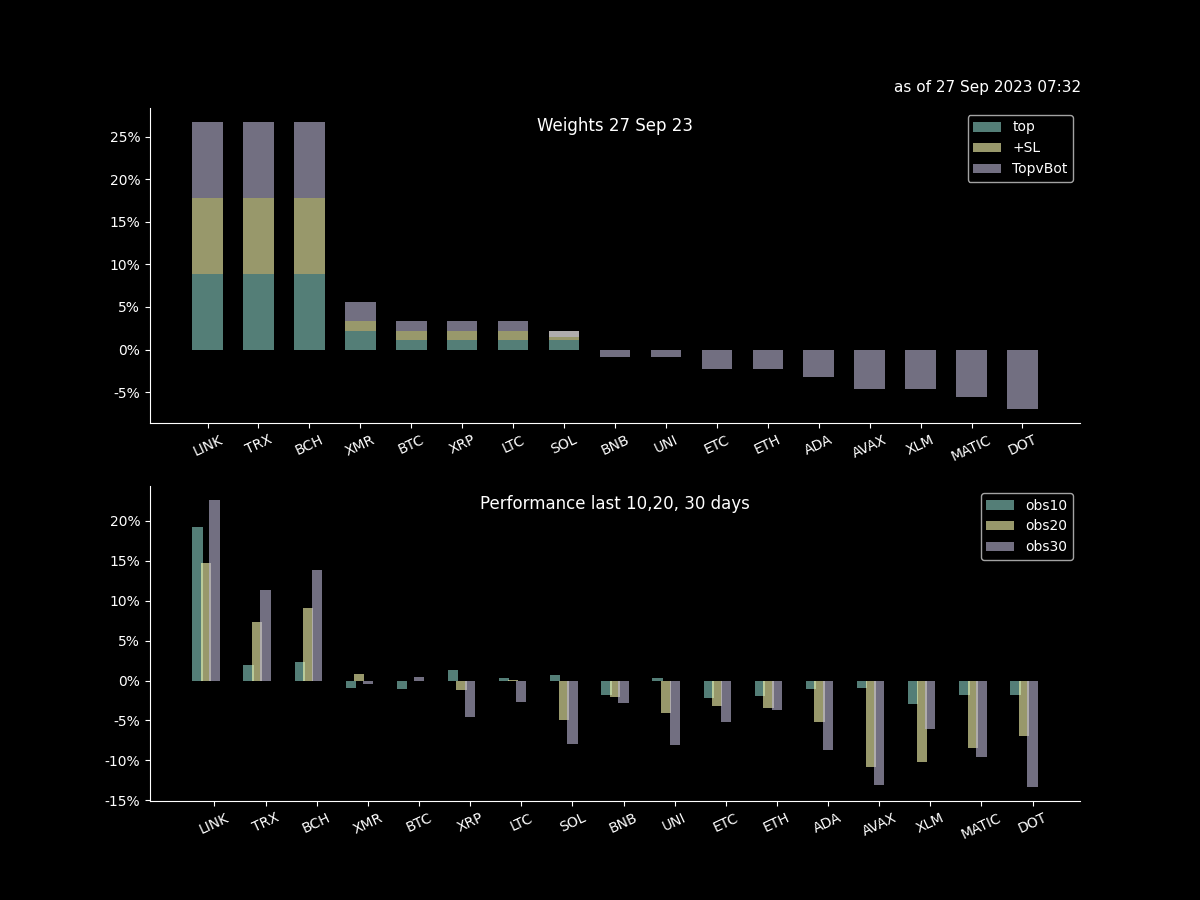 as of 27 Sep 2023 07:32
Weights 27 Sep 23
top
+SL
TopvBot
25%
20%
15%
10%
5%
0%
-5%
LINK TRX BCH XMR BTC XRP LTC SOL BNB UNI ETC ETH ADA AVAX XLM MATIC DOT
Performance last 10,20, 30 days
obs10
obs20
obs30
20%
15%
10%
5%
0%
-5%
-10%
-15%
LINK TRX BCH XMR BTC XRP LTC SOL BNB UNI ETC ETH ADA AVAX XLM MATIC DOT